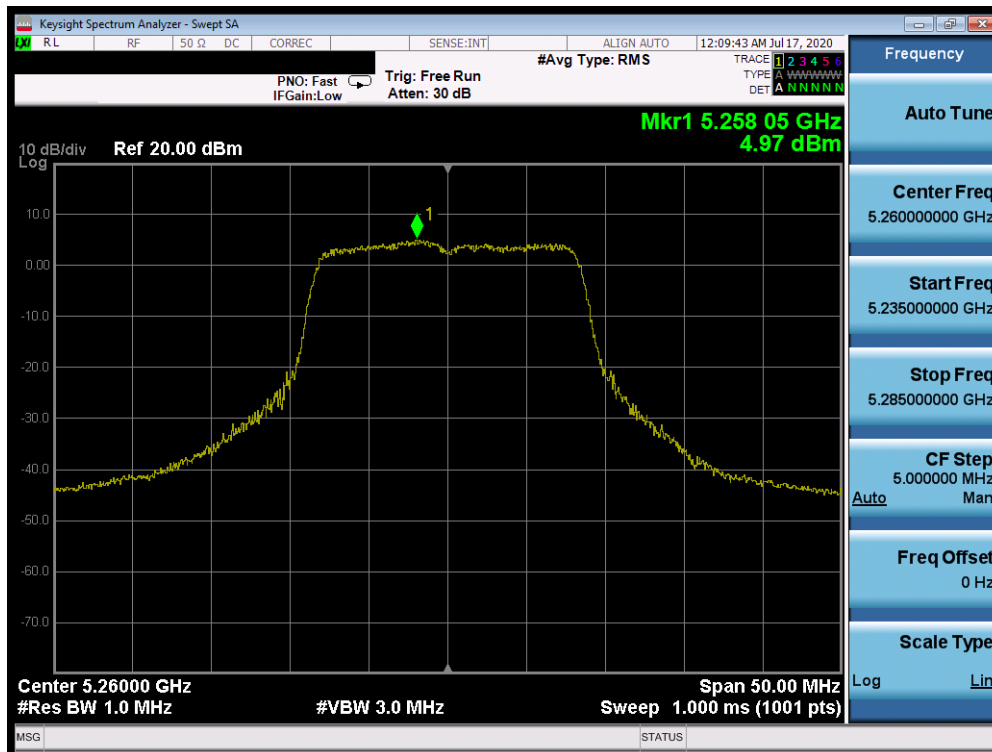 Keysight Spectrum Analyzer - Swept SA
LXI RL RF 50 Ω DC CORREC SENSE:INT ALIGN AUTO 12:09:43 AM Jul 17, 2020
PNO: Fast
IFGain:Low
Trig: Free Run
Atten: 30 dB
#Avg Type: RMS
TRACE 1 2 3 4 5 6
TYPE A WWWWW
DET A N N N N N
Mkr1 5.258 05 GHz
4.97 dBm
10 dB/div Ref 20.00 dBm
Log
1
10.0
0.00
-10.0
-20.0
-30.0
-40.0
-50.0
-60.0
-70.0
Center 5.26000 GHz Span 50.00 MHz
#Res BW 1.0 MHz #VBW 3.0 MHz Sweep 1.000 ms (1001 pts)
MSG STATUS
Frequency
Auto Tune
Center Freq
5.260000000 GHz
Start Freq
5.235000000 GHz
Stop Freq
5.285000000 GHz
CF Step
5.000000 MHz
Auto Man
Freq Offset
0 Hz
Scale Type
Log Lin